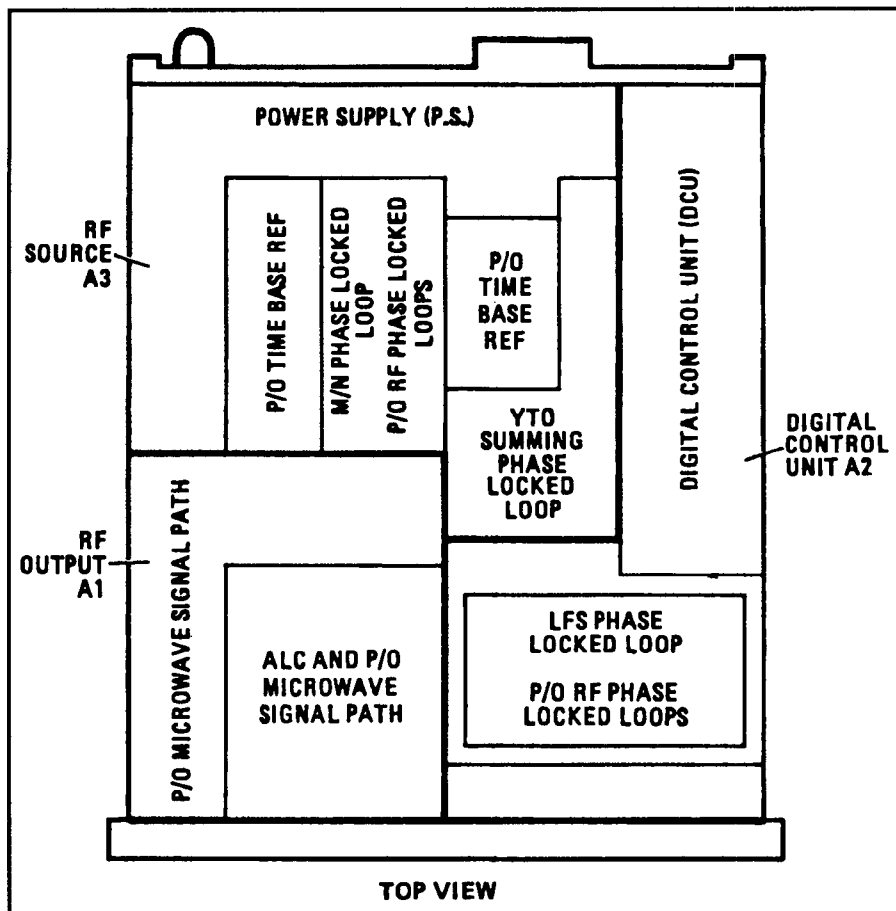 POWER SUPPLY (P.S.)
RF
SOURCE
A3
P/O TIME BASE REF
M/N PHASE LOCKED
LOOP
P/O RF PHASE LOCKED
LOOPS
P/O
TIME
BASE
REF
DIGITAL CONTROL UNIT (DCU)
YTO
SUMMING
PHASE
LOCKED
LOOP
DIGITAL
CONTROL
UNIT A2
RF
OUTPUT
A1
P/O MICROWAVE SIGNAL PATH
ALC AND P/O
MICROWAVE
SIGNAL PATH
LFS PHASE
LOCKED LOOP
P/O RF PHASE
LOCKED LOOPS
TOP VIEW